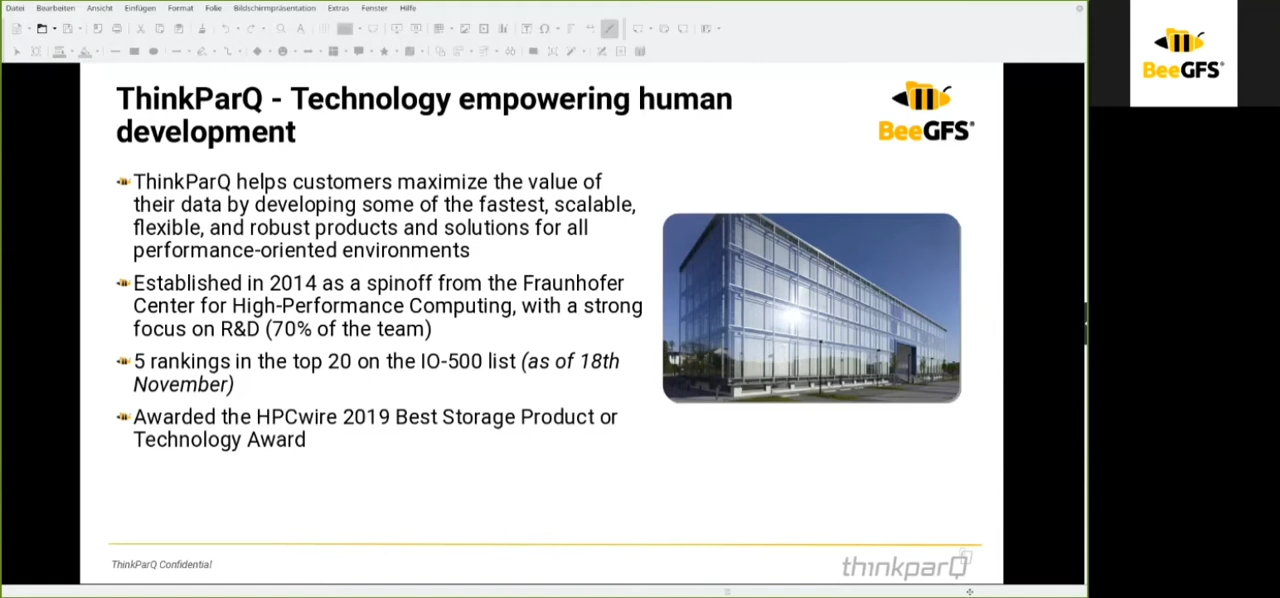 Datei Bearbeiten Ansicht Einfügen Format Folie Bildschirmpräsentation Extras Fenster Hilfe
ThinkParQ - Technology empowering human
development
BeeGFS®
ThinkParQ helps customers maximize the value of
their data by developing some of the fastest, scalable,
flexible, and robust products and solutions for all
performance-oriented environments
Established in 2014 as a spinoff from the Fraunhofer
Center for High-Performance Computing, with a strong
focus on R&D (70% of the team)
5 rankings in the top 20 on the IO-500 list (as of 18th
November)
Awarded the HPCwire 2019 Best Storage Product or
Technology Award
ThinkParQ Confidential
thinkparQ
BeeGFS®